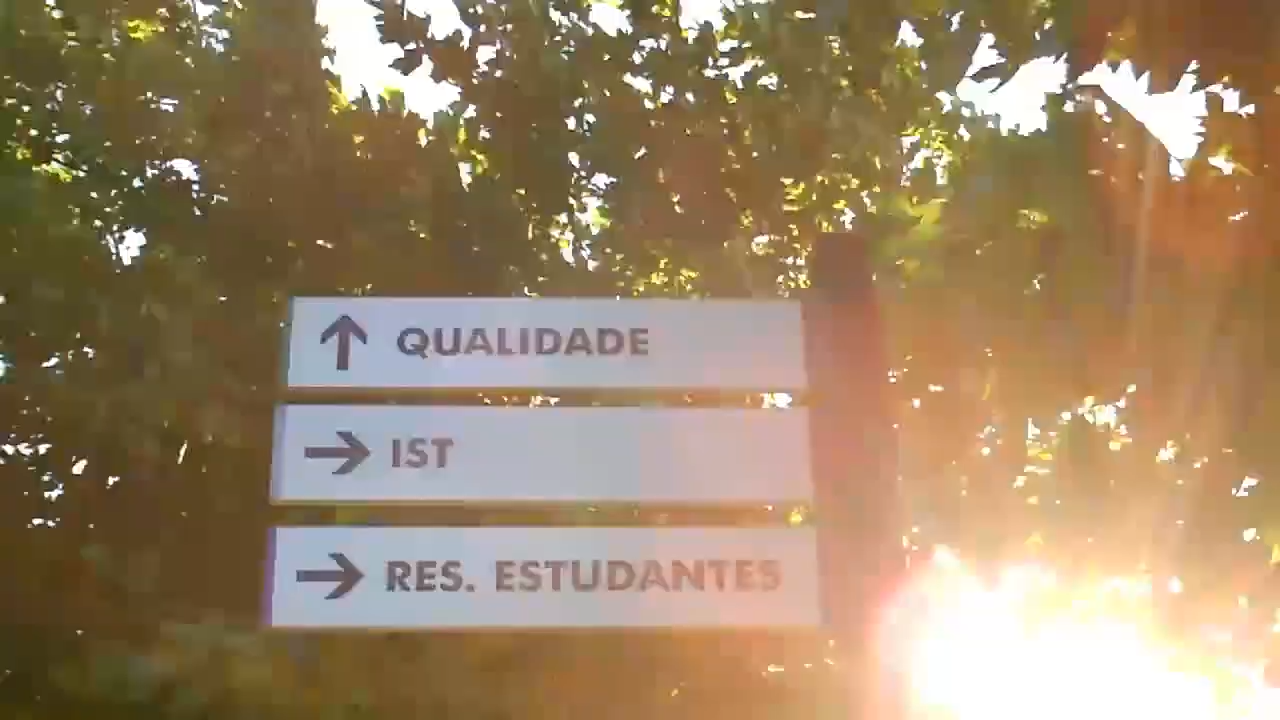 ↑ QUALIDADE
→ IST
→ RES. ESTUDANTES